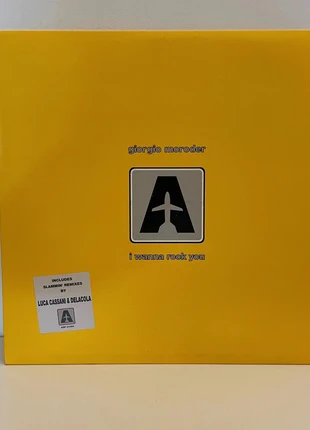 giorgio moroder
A
i wanna rock you
INCLUDES
SLAMMIN' REMIXES
BY
LUCA CASSANI & DELACOLA
A